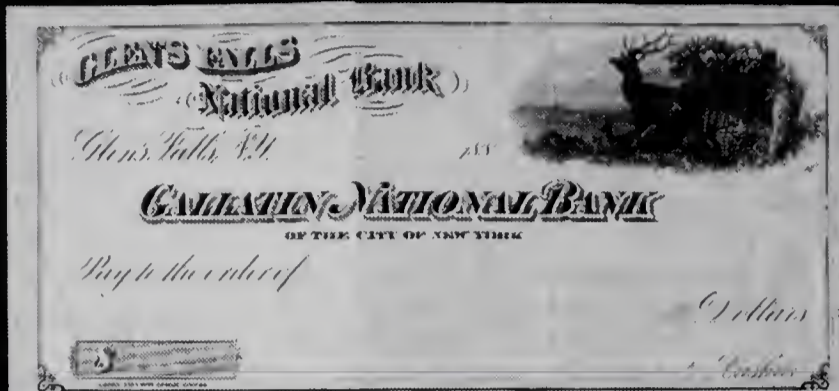 GLEN'S FALLS
National Bank
Glens Falls, N.Y. 188
GALLATIN NATIONAL BANK
OF THE CITY OF NEW YORK
Pay to the order of
Dollars
$
Cashier